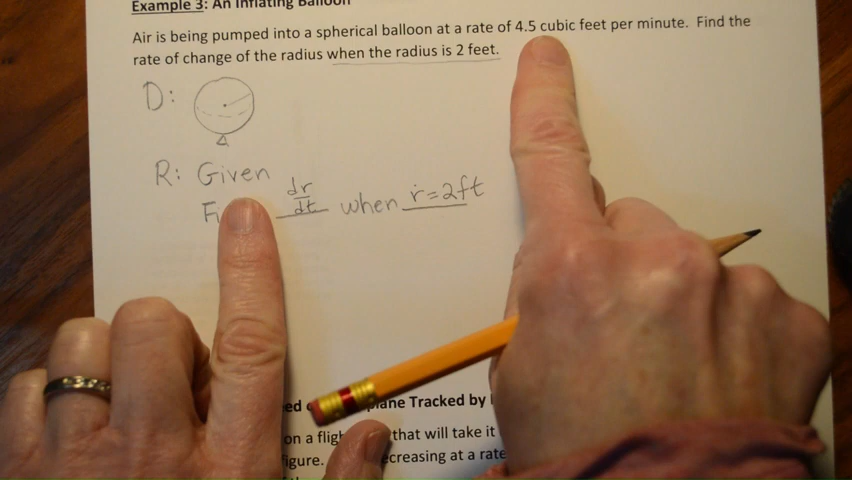 Example 3: An Inflating Balloon
Air is being pumped into a spherical balloon at a rate of 4.5 cubic feet per minute. Find the
rate of change of the radius when the radius is 2 feet.
D:
R: Given
dr/dt when r=2ft
plane Tracked by
on a flig that will take it
igure. creasing at a rate